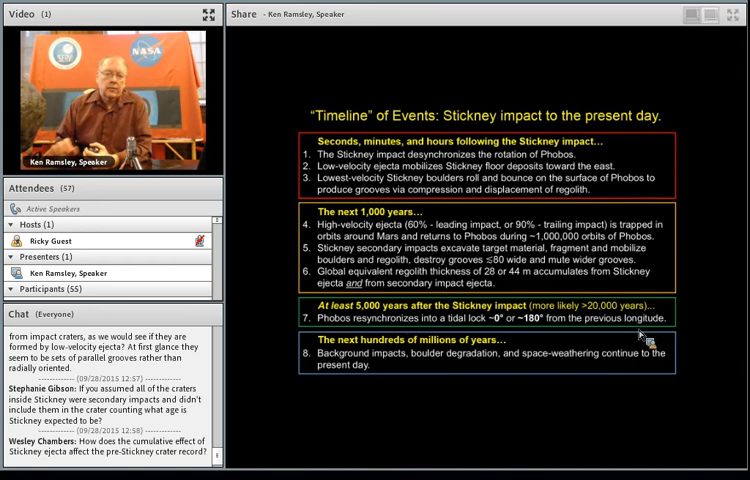 Video (1)
SERVI
NASA
Ken Ramsley, Speaker
Attendees (57)
Active Speakers
Hosts (1)
Ricky Guest
Presenters (1)
Ken Ramsley, Speaker
Participants (55)
Chat (Everyone)
from impact craters, as we would see if they are
formed by low-velocity ejecta? At first glance they
seem to be sets of parallel grooves rather than
radially oriented.
------------- (09/28/2015 12:57) -------------
Stephanie Gibson: If you assumed all of the craters
inside Stickney were secondary impacts and didn't
include them in the crater counting what age is
Stickney expected to be?
------------- (09/28/2015 12:58) -------------
Wesley Chambers: How does the cumulative effect of
Stickney ejecta affect the pre-Stickney crater record?
Share - Ken Ramsley, Speaker
“Timeline” of Events: Stickney impact to the present day.
Seconds, minutes, and hours following the Stickney impact…
1. The Stickney impact desynchronizes the rotation of Phobos.
2. Low-velocity ejecta mobilizes Stickney floor deposits toward the east.
3. Lowest-velocity Stickney boulders roll and bounce on the surface of Phobos to
produce grooves via compression and displacement of regolith.
The next 1,000 years…
4. High-velocity ejecta (60% - leading impact, or 90% - trailing impact) is trapped in
orbits around Mars and returns to Phobos during ~1,000,000 orbits of Phobos.
5. Stickney secondary impacts excavate target material, fragment and mobilize
boulders and regolith, destroy grooves ≤80 wide and mute wider grooves.
6. Global equivalent regolith thickness of 28 or 44 m accumulates from Stickney
ejecta and from secondary impact ejecta.
At least 5,000 years after the Stickney impact (more likely >20,000 years)…
7. Phobos resynchronizes into a tidal lock ~0° or ~180° from the previous longitude.
The next hundreds of millions of years…
8. Background impacts, boulder degradation, and space-weathering continue to the
present day.